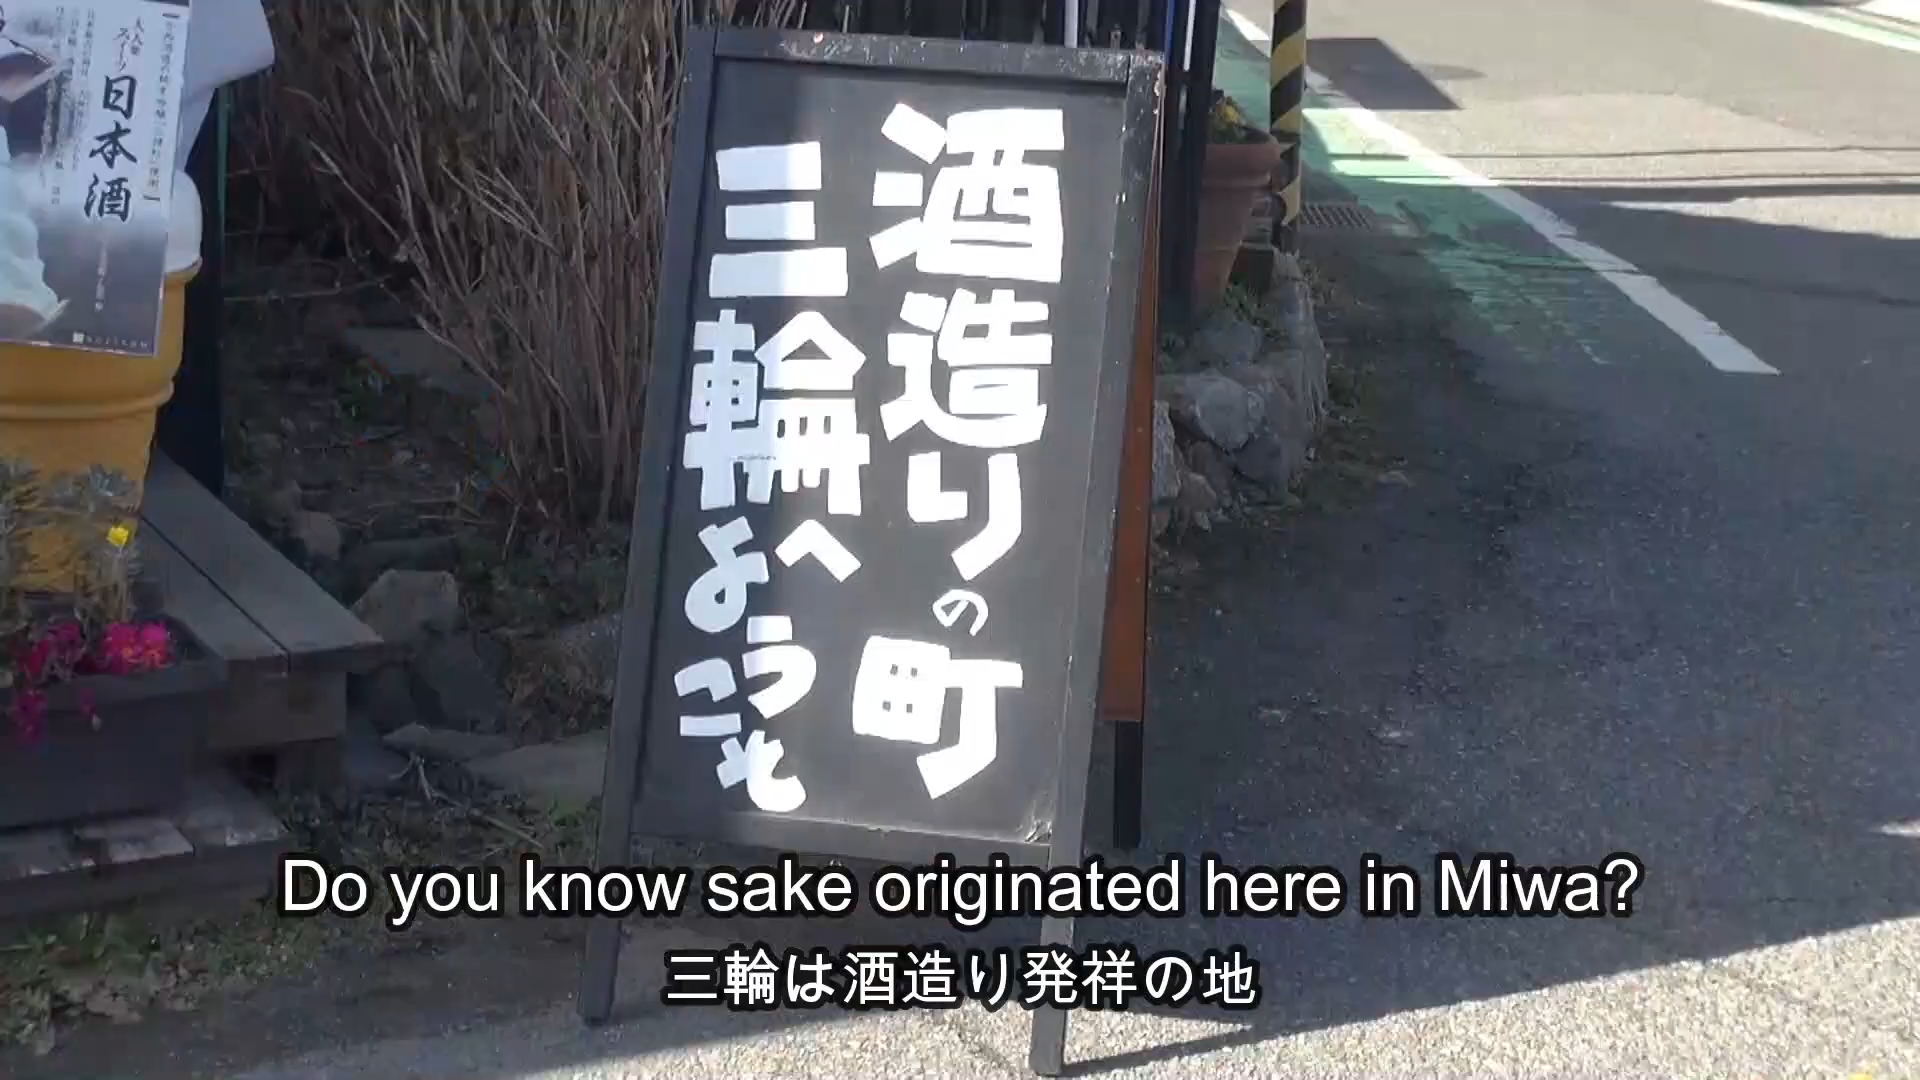 酒造りの町
三輪へ
ようこそ
日本酒
Do you know sake originated here in Miwa?
三輪は酒造り発祥の地